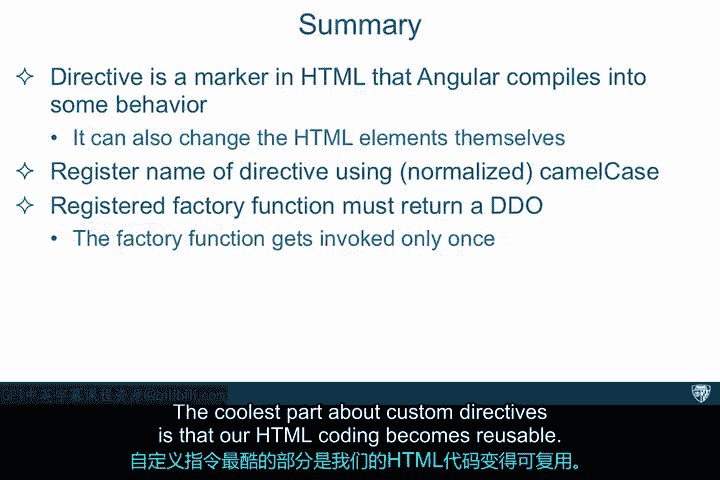 Summary
✧ Directive is a marker in HTML that Angular compiles into
some behavior
• It can also change the HTML elements themselves
✧ Register name of directive using (normalized) camelCase
✧ Registered factory function must return a DDO
• The factory function gets invoked only once
The coolest part about custom directives
is that our HTML coding becomes reusable.
自定义指令最酷的部分是我们的HTML代码变得可复用。